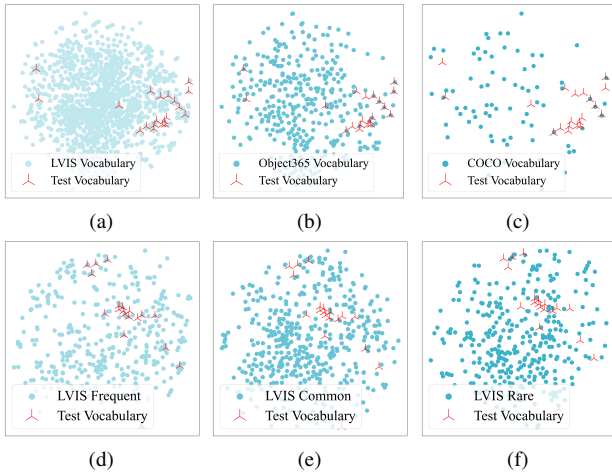 LVIS Vocabulary
Test Vocabulary
(a)
Object365 Vocabulary
Test Vocabulary
(b)
COCO Vocabulary
Test Vocabulary
(c)
LVIS Frequent
Test Vocabulary
(d)
LVIS Common
Test Vocabulary
(e)
LVIS Rare
Test Vocabulary
(f)